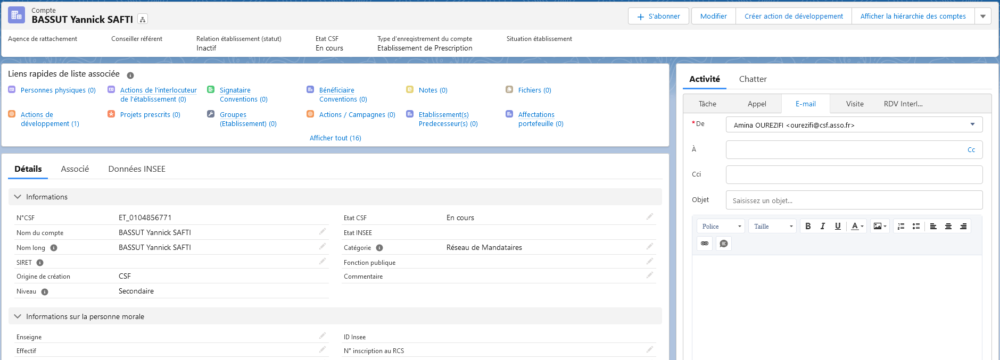 Compte
BASSUT Yannick SAFTI
S'abonner
Modifier
Créer action de développement
Afficher la hiérarchie des comptes
Agence de rattachement
Conseiller référent
Relation établissement (statut)
Inactif
Etat CSF
En cours
Type d'enregistrement du compte
Etablissement de Prescription
Situation établissement
Liens rapides de liste associée
Personnes physiques (0)
Actions de l'interlocuteur
de l'établissement (0)
Signataire
Conventions (0)
Bénéficiaire
Conventions (0)
Notes (0)
Fichiers (0)
Actions de
développement (1)
Projets prescrits (0)
Groupes
(Etablissement) (0)
Actions / Campagnes (0)
Etablissement(s)
Predecesseur(s) (0)
Affectations
portefeuille (0)
Afficher tout (16)
Détails
Associé
Données INSEE
Informations
N°CSF
ET_0104856771
Etat CSF
En cours
Nom du compte
BASSUT Yannick SAFTI
Etat INSEE
Nom long
BASSUT Yannick SAFTI
Catégorie
Réseau de Mandataires
SIRET
Fonction publique
Origine de création
CSF
Commentaire
Niveau
Secondaire
Informations sur la personne morale
Enseigne
ID Insee
Effectif
N° inscription au RCS
Activité
Chatter
Tâche
Appel
E-mail
Visite
RDV Interl...
*De
Amina OUREZIFI <ourezifi@csf.asso.fr>
À
Cc
Cci
Objet
Saisissez un objet...
Police
Taille
B I U A